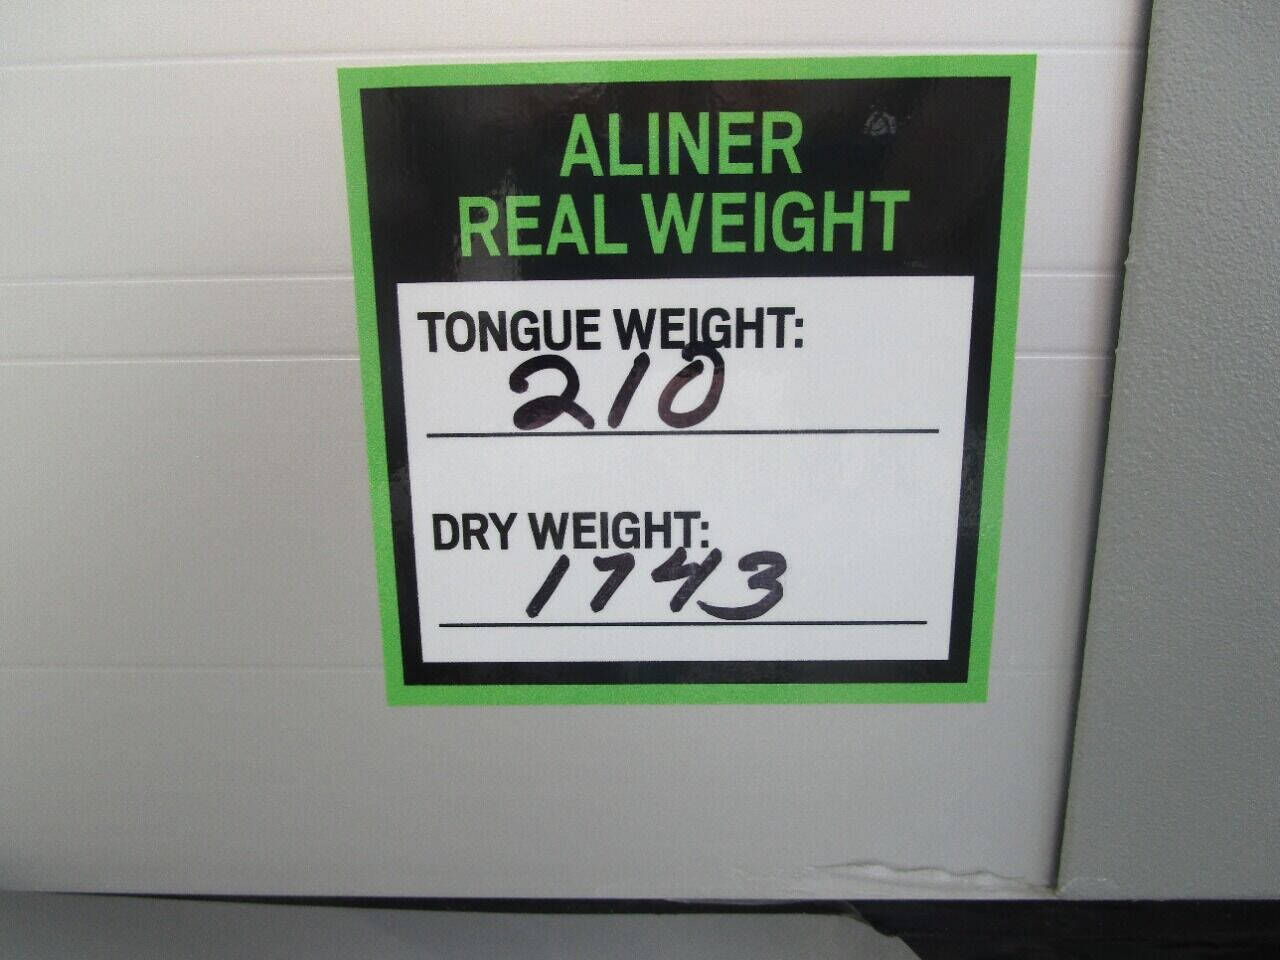 ALINER
REAL WEIGHT
TONGUE WEIGHT:
210
DRY WEIGHT:
1743